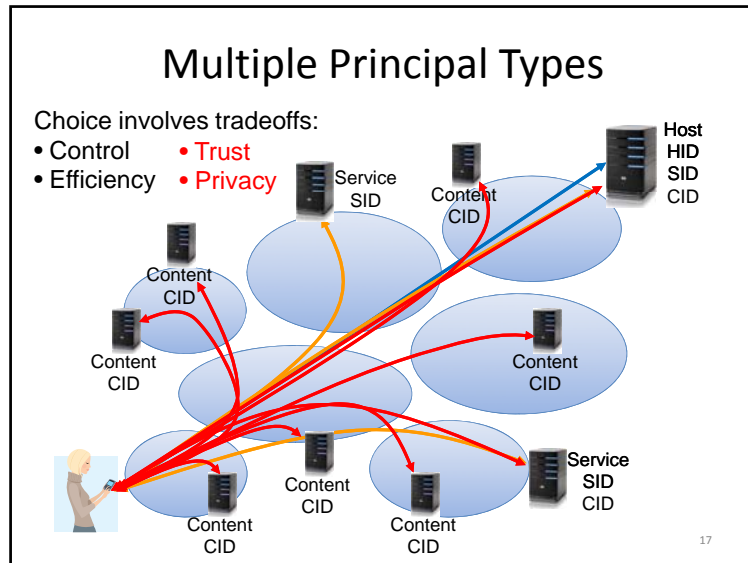 Multiple Principal Types
Choice involves tradeoffs:
• Control • Trust
• Efficiency • Privacy
Service
SID
Content
CID
Host
HID
SID
CID
Content
CID
Content
CID
Content
CID
Content
CID
Content
CID
Content
CID
Service
SID
CID
17